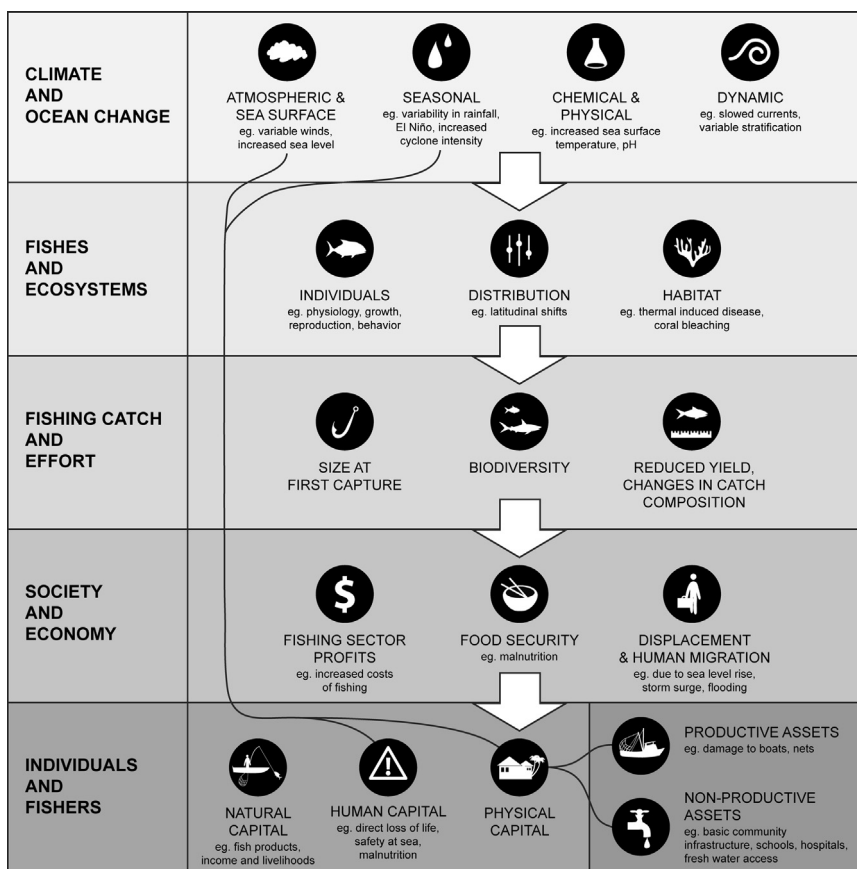 CLIMATE
AND
OCEAN CHANGE
ATMOSPHERIC &
SEA SURFACE
eg. variable winds,
increased sea level
SEASONAL
eg. variability in rainfall,
El Niño, increased
cyclone intensity
CHEMICAL &
PHYSICAL
eg. increased sea surface
temperature, pH
DYNAMIC
eg. slowed currents,
variable stratification
FISHES
AND
ECOSYSTEMS
INDIVIDUALS
eg. physiology, growth,
reproduction, behavior
DISTRIBUTION
eg. latitudinal shifts
HABITAT
eg. thermal induced disease,
coral bleaching
FISHING CATCH
AND
EFFORT
SIZE AT
FIRST CAPTURE
BIODIVERSITY
REDUCED YIELD,
CHANGES IN CATCH
COMPOSITION
SOCIETY
AND
ECONOMY
$
FISHING SECTOR
PROFITS
eg. increased costs
of fishing
FOOD SECURITY
eg. malnutrition
DISPLACEMENT
& HUMAN MIGRATION
eg. due to sea level rise,
storm surge, flooding
INDIVIDUALS
AND
FISHERS
NATURAL
CAPITAL
eg. fish products,
income and livelihoods
HUMAN CAPITAL
eg. direct loss of life,
safety at sea,
malnutrition
PHYSICAL
CAPITAL
PRODUCTIVE ASSETS
eg. damage to boats, nets
NON-PRODUCTIVE
ASSETS
eg. basic community
infrastructure, schools, hospitals,
fresh water access